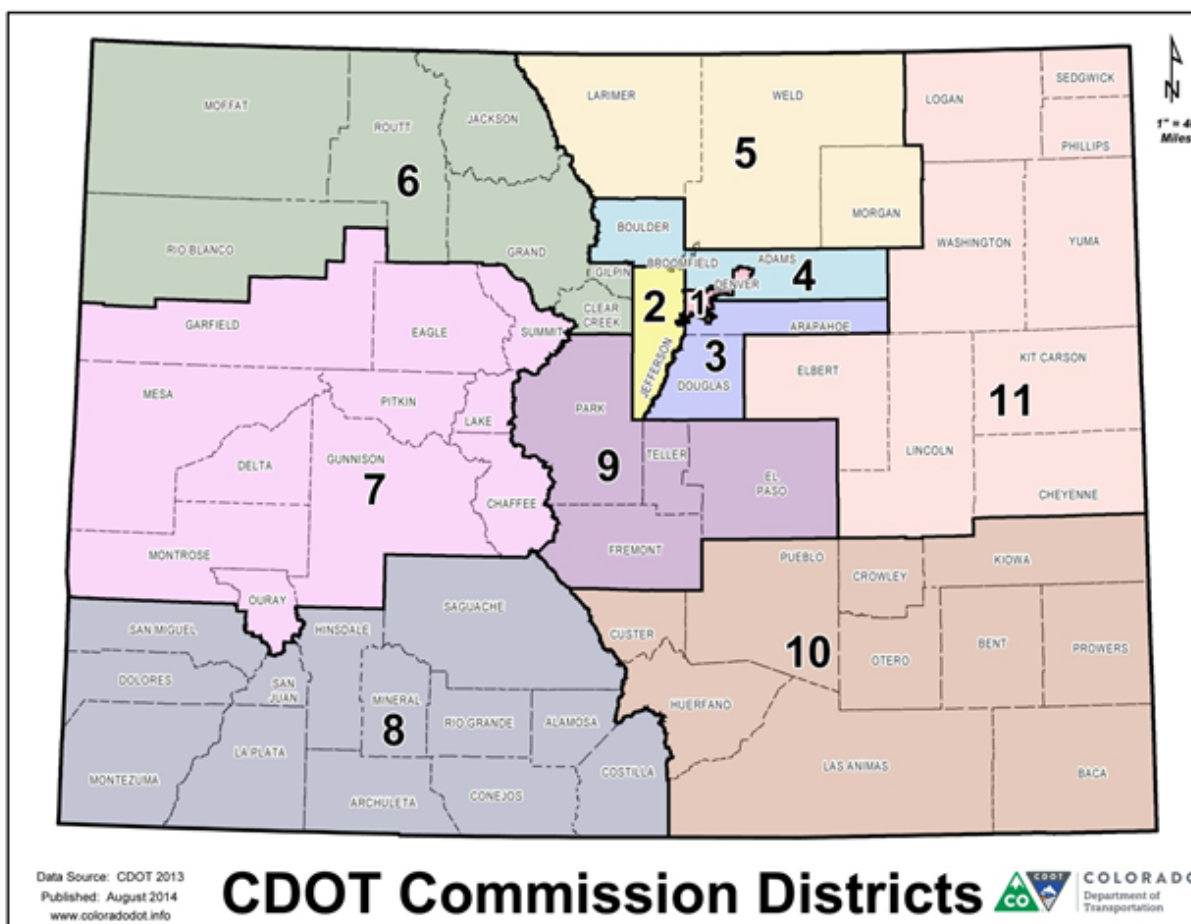 MOFFAT
ROUTT
JACKSON
LARIMER
WELD
LOGAN
SEDGWICK
PHILLIPS
N
Miles
6
5
RIO BLANCO
GRAND
BOULDER
MORGAN
WASHINGTON
YUMA
GILPIN
BROOMFIELD
ADAMS
DENVER
4
CLEAR
CREEK
2
1
GARFIELD
EAGLE
SUMMIT
JEFFERSON
ARAPAHOE
3
DOUGLAS
ELBERT
KIT CARSON
11
MESA
PITKIN
LAKE
PARK
DELTA
GUNNISON
7
CHAFFEE
9
TELLER
EL
PASO
LINCOLN
CHEYENNE
MONTROSE
FREMONT
PUEBLO
CROWLEY
KIOWA
OURAY
SAN MIGUEL
HINSDALE
SAGUACHE
CUSTER
10
OTERO
BENT
PROWERS
DOLORES
SAN
JUAN
MINERAL
8
RIO GRANDE
ALAMOSA
HUERFANO
MONTEZUMA
LA PLATA
ARCHULETA
CONEJOS
COSTILLA
LAS ANIMAS
BACA
Data Source: CDOT 2013
Published: August 2014
www.coloradodot.info
CDOT Commission Districts
CO
CDOT
COLORADO
Department of
Transportation